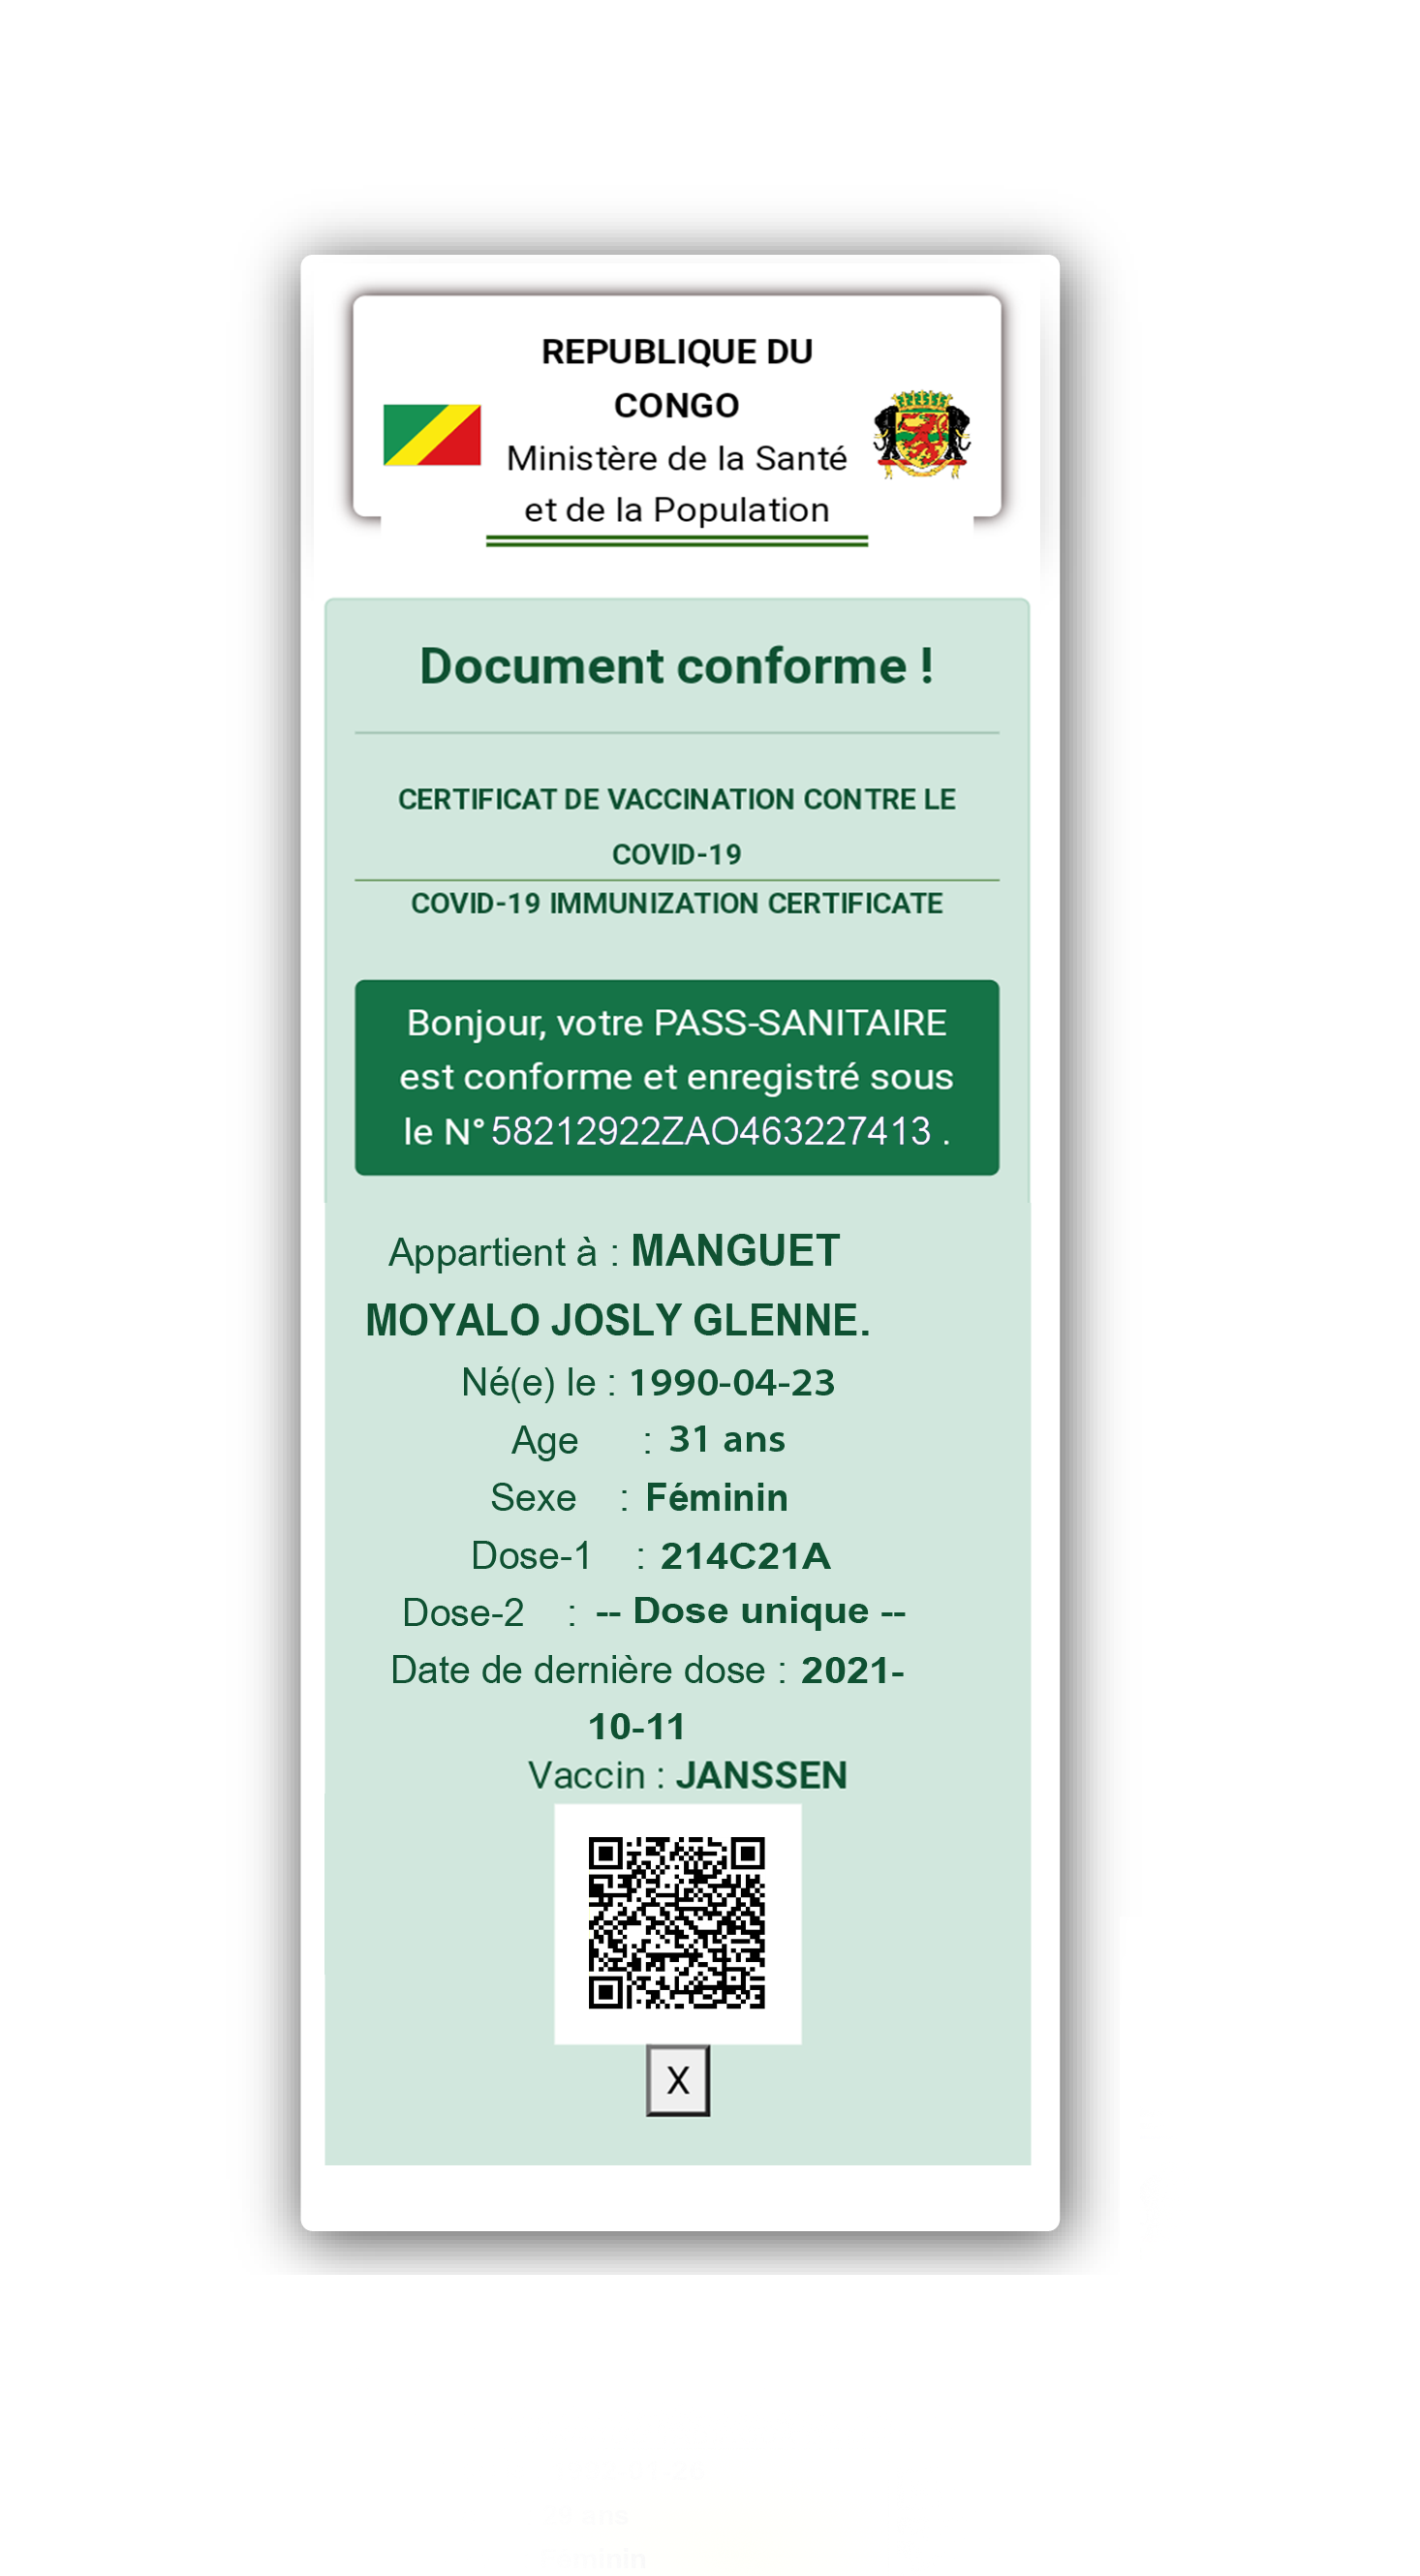 REPUBLIQUE DU
CONGO
Ministère de la Santé
et de la Population
Document conforme !
CERTIFICAT DE VACCINATION CONTRE LE
COVID-19
COVID-19 IMMUNIZATION CERTIFICATE
Bonjour, votre PASS-SANITAIRE
est conforme et enregistré sous
le N° 58212922ZAO463227413 .
Appartient à : MANGUET
MOYALO JOSLY GLENNE.
Né(e) le : 1990-04-23
Age : 31 ans
Sexe : Féminin
Dose-1 : 214C21A
Dose-2 : -- Dose unique --
Date de dernière dose : 2021-
10-11
Vaccin : JANSSEN
X